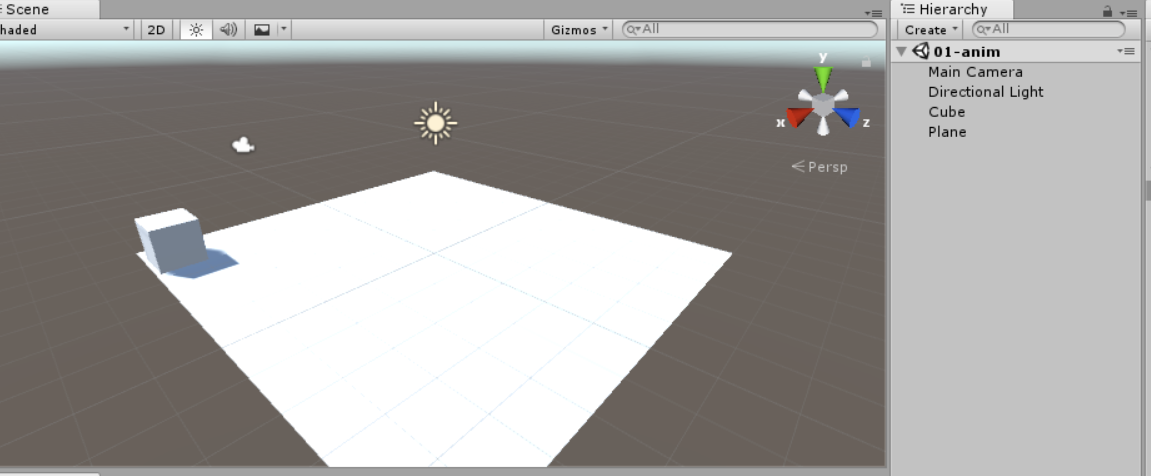 Scene
haded
2D
Gizmos
All
y
x
z
Persp
Hierarchy
Create
All
01-anim
Main Camera
Directional Light
Cube
Plane